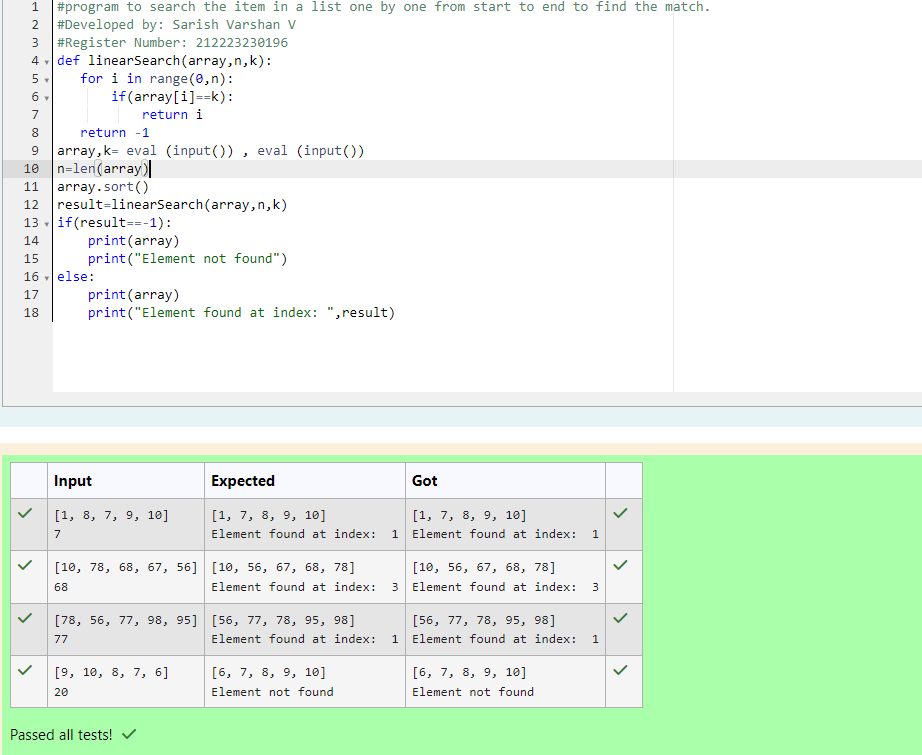 1 #program to search the item in a list one by one from start to end to find the match.
2 #Developed by: Sarish Varshan V
3 #Register Number: 212223230196
4 def linearSearch(array,n,k):
5 for i in range(0,n):
6 if(array[i]==k):
7 return i
8 return -1
9 array,k= eval (input()) , eval (input())
10 n=len(array)
11 array.sort()
12 result=linearSearch(array,n,k)
13 if(result==-1):
14 print(array)
15 print("Element not found")
16 else:
17 print(array)
18 print("Element found at index: ",result)
Input Expected Got
[1, 8, 7, 9, 10] [1, 7, 8, 9, 10] [1, 7, 8, 9, 10]
7 Element found at index:  1 Element found at index:  1
[10, 78, 68, 67, 56] [10, 56, 67, 68, 78] [10, 56, 67, 68, 78]
68 Element found at index:  3 Element found at index:  3
[78, 56, 77, 98, 95] [56, 77, 78, 95, 98] [56, 77, 78, 95, 98]
77 Element found at index:  1 Element found at index:  1
[9, 10, 8, 7, 6] [6, 7, 8, 9, 10] [6, 7, 8, 9, 10]
20 Element not found Element not found
Passed all tests!